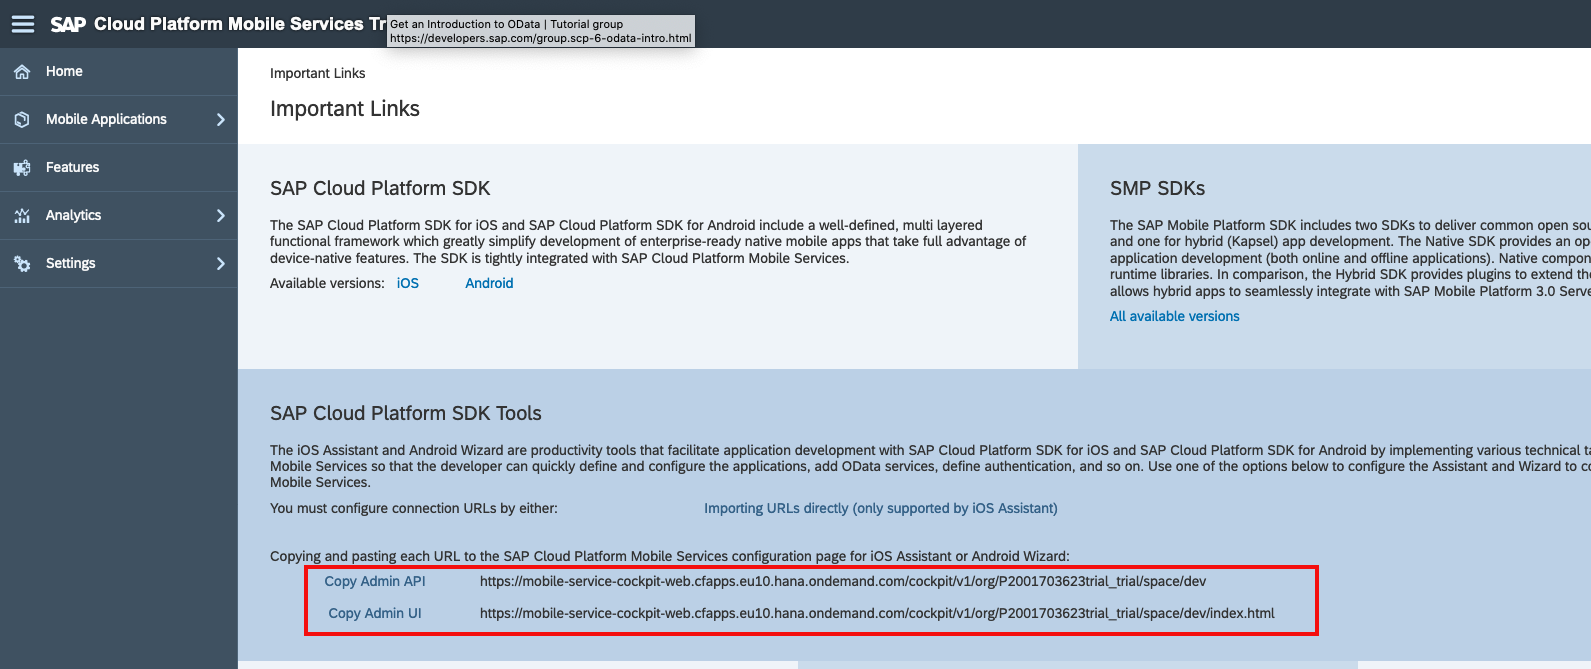 SAP Cloud Platform Mobile Services Tr
Get an Introduction to OData | Tutorial group
https://developers.sap.com/group.scp-6-odata-intro.html
Home
Mobile Applications
Features
Analytics
Settings
Important Links
Important Links
SAP Cloud Platform SDK
The SAP Cloud Platform SDK for iOS and SAP Cloud Platform SDK for Android include a well-defined, multi layered
functional framework which greatly simplify development of enterprise-ready native mobile apps that take full advantage of
device-native features. The SDK is tightly integrated with SAP Cloud Platform Mobile Services.
Available versions: iOS Android
SMP SDKs
The SAP Mobile Platform SDK includes two SDKs to deliver common open sou
and one for hybrid (Kapsel) app development. The Native SDK provides an op
application development (both online and offline applications). Native compon
runtime libraries. In comparison, the Hybrid SDK provides plugins to extend the
allows hybrid apps to seamlessly integrate with SAP Mobile Platform 3.0 Serve
All available versions
SAP Cloud Platform SDK Tools
The iOS Assistant and Android Wizard are productivity tools that facilitate application development with SAP Cloud Platform SDK for iOS and SAP Cloud Platform SDK for Android by implementing various technical ta
Mobile Services so that the developer can quickly define and configure the applications, add OData services, define authentication, and so on. Use one of the options below to configure the Assistant and Wizard to co
Mobile Services.
You must configure connection URLs by either: Importing URLs directly (only supported by iOS Assistant)
Copying and pasting each URL to the SAP Cloud Platform Mobile Services configuration page for iOS Assistant or Android Wizard:
Copy Admin API https://mobile-service-cockpit-web.cfapps.eu10.hana.ondemand.com/cockpit/v1/org/P2001703623trial_trial/space/dev
Copy Admin UI https://mobile-service-cockpit-web.cfapps.eu10.hana.ondemand.com/cockpit/v1/org/P2001703623trial_trial/space/dev/index.html